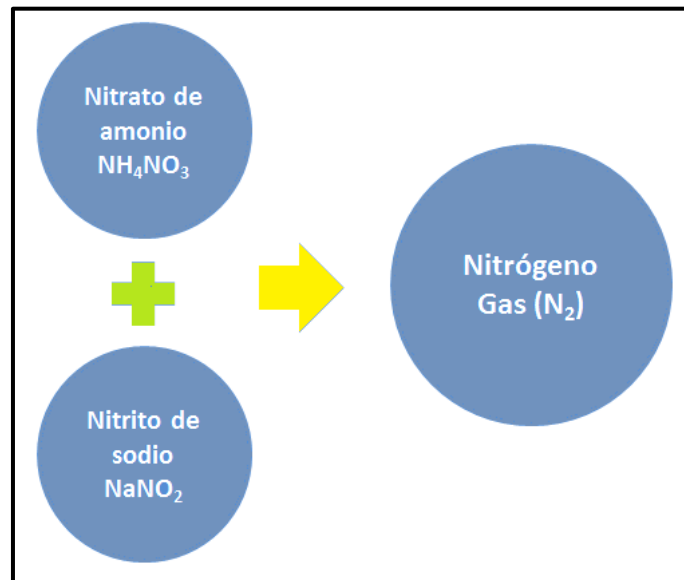 Nitrato de
amonio
NH₄NO₃
Nitrito de
sodio
NaNO₂
Nitrógeno
Gas (N₂)